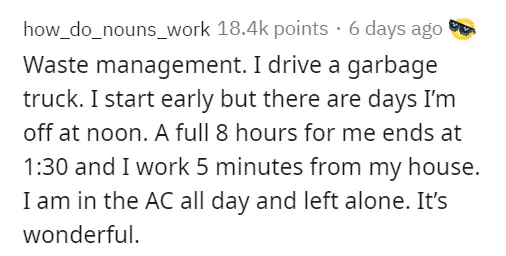 how_do_nouns_work 18.4k points · 6 days ago
Waste management. I drive a garbage
truck. I start early but there are days I’m
off at noon. A full 8 hours for me ends at
1:30 and I work 5 minutes from my house.
I am in the AC all day and left alone. It’s
wonderful.